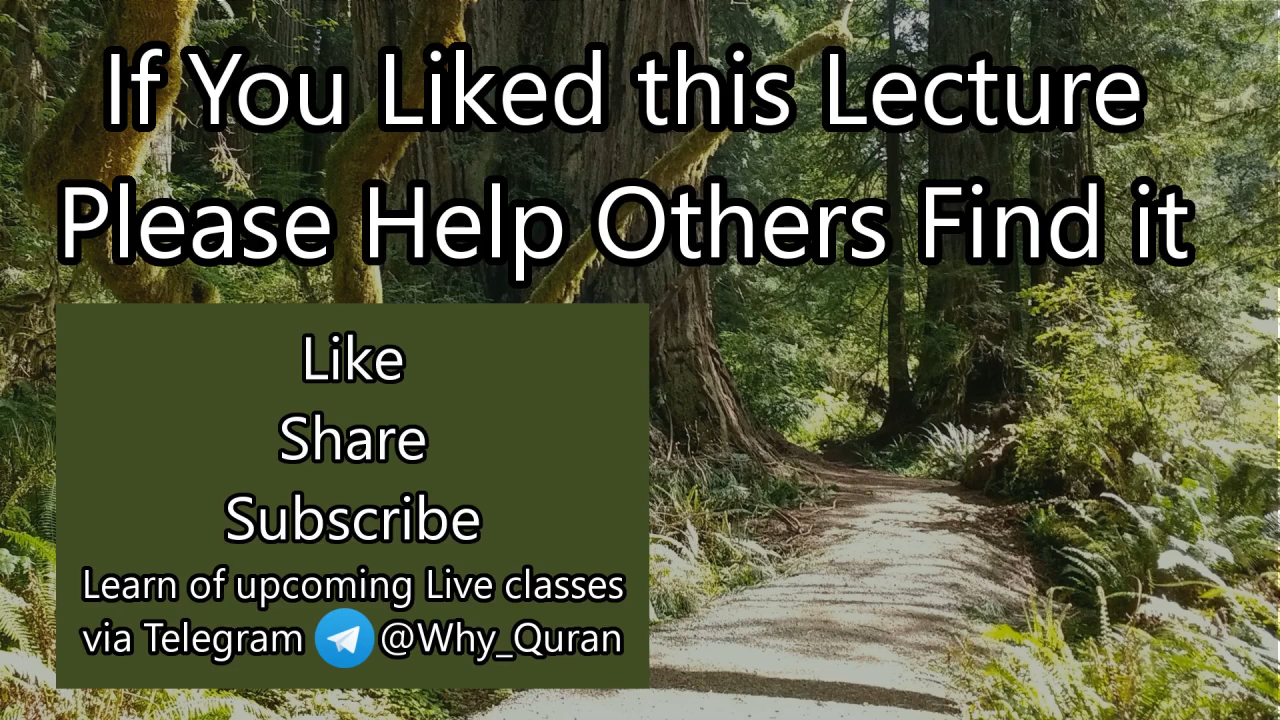 If You Liked this Lecture
Please Help Others Find it
Like
Share
Subscribe
Learn of upcoming Live classes
via Telegram @Why_Quran